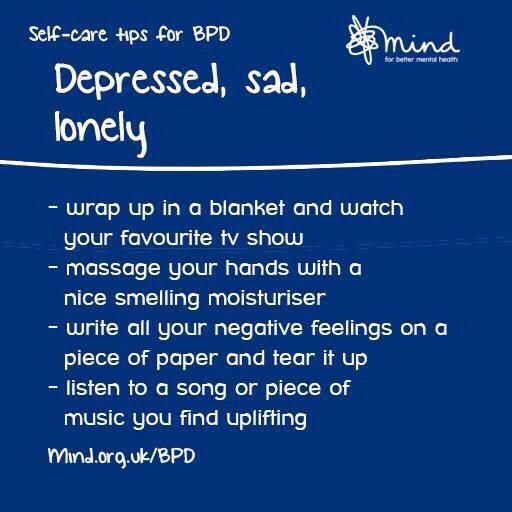 Self-care tips for BPD
mind
for better mental health
Depressed, sad,
lonely
- wrap up in a blanket and watch
your favourite tv show
- massage your hands with a
nice smelling moisturiser
- write all your negative feelings on a
piece of paper and tear it up
- listen to a song or piece of
music you find uplifting
Mind.org.uk/BPD